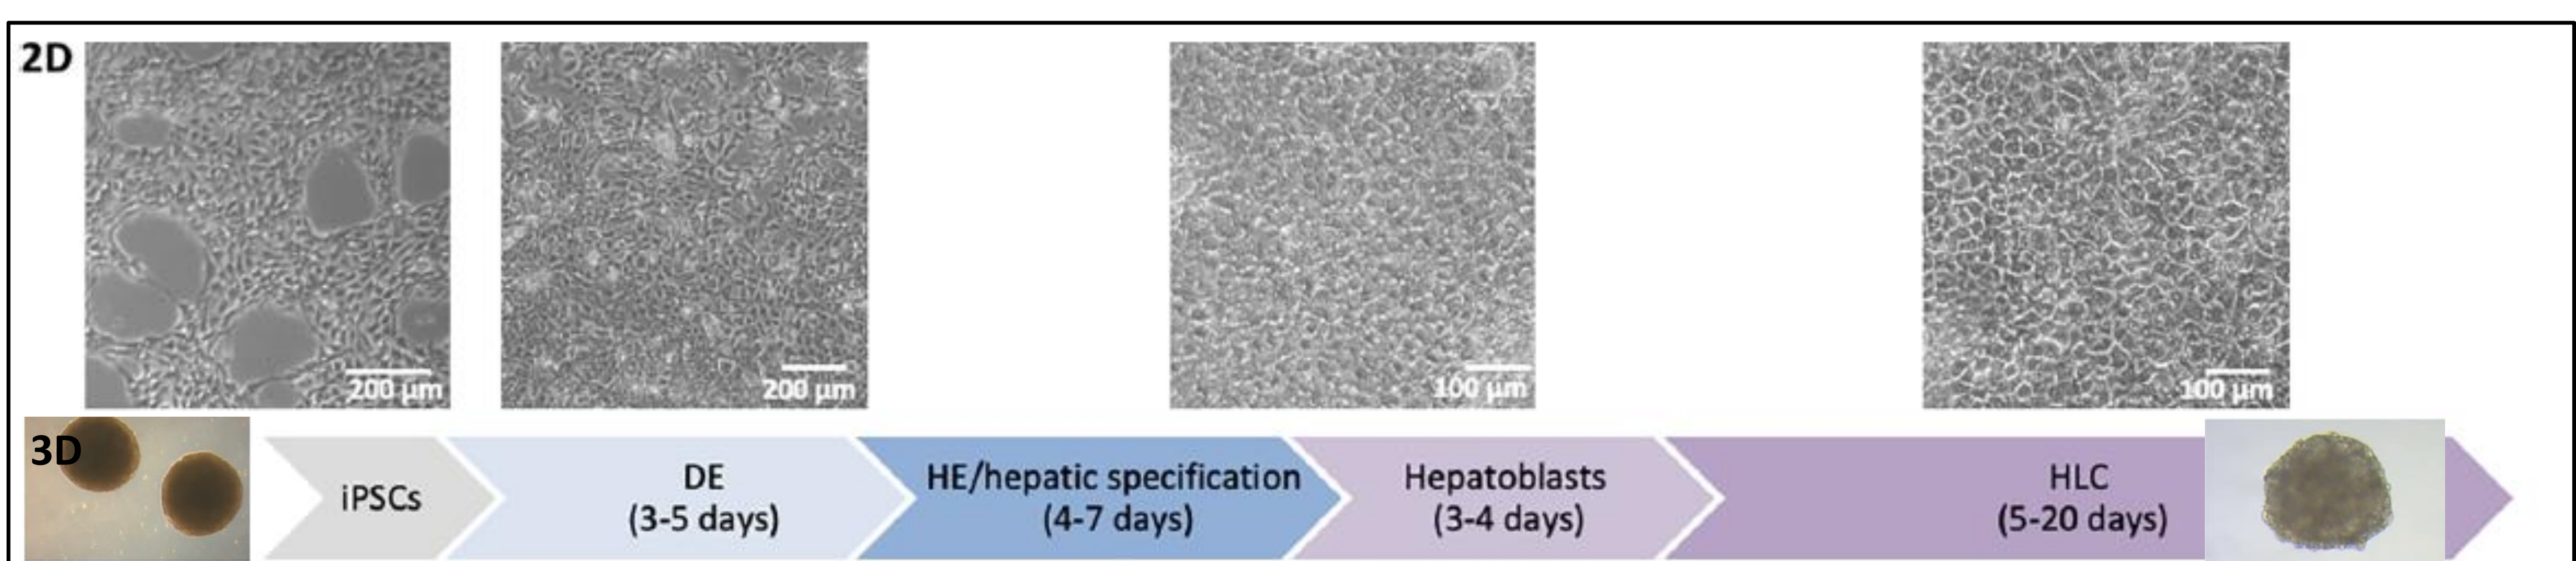 2D
200 µm
200 µm
100 µm
100 µm
3D
iPSCs
DE
(3-5 days)
HE/hepatic specification
(4-7 days)
Hepatoblasts
(3-4 days)
HLC
(5-20 days)